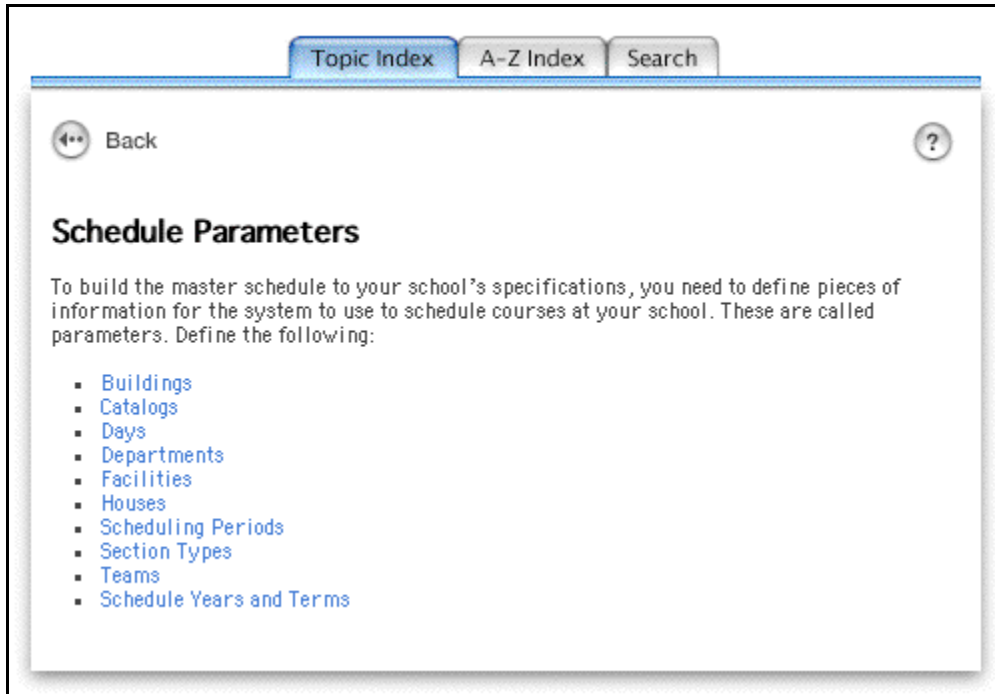 Topic Index A-Z Index Search
Back ?
Schedule Parameters
To build the master schedule to your school's specifications, you need to define pieces of
information for the system to use to schedule courses at your school. These are called
parameters. Define the following:
▪ Buildings
▪ Catalogs
▪ Days
▪ Departments
▪ Facilities
▪ Houses
▪ Scheduling Periods
▪ Section Types
▪ Teams
▪ Schedule Years and Terms